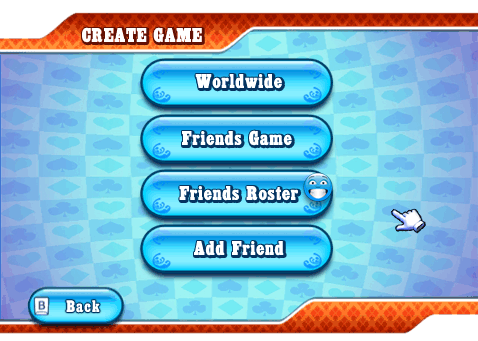 CREATE GAME
Worldwide
Friends Game
Friends Roster
Add Friend
B Back